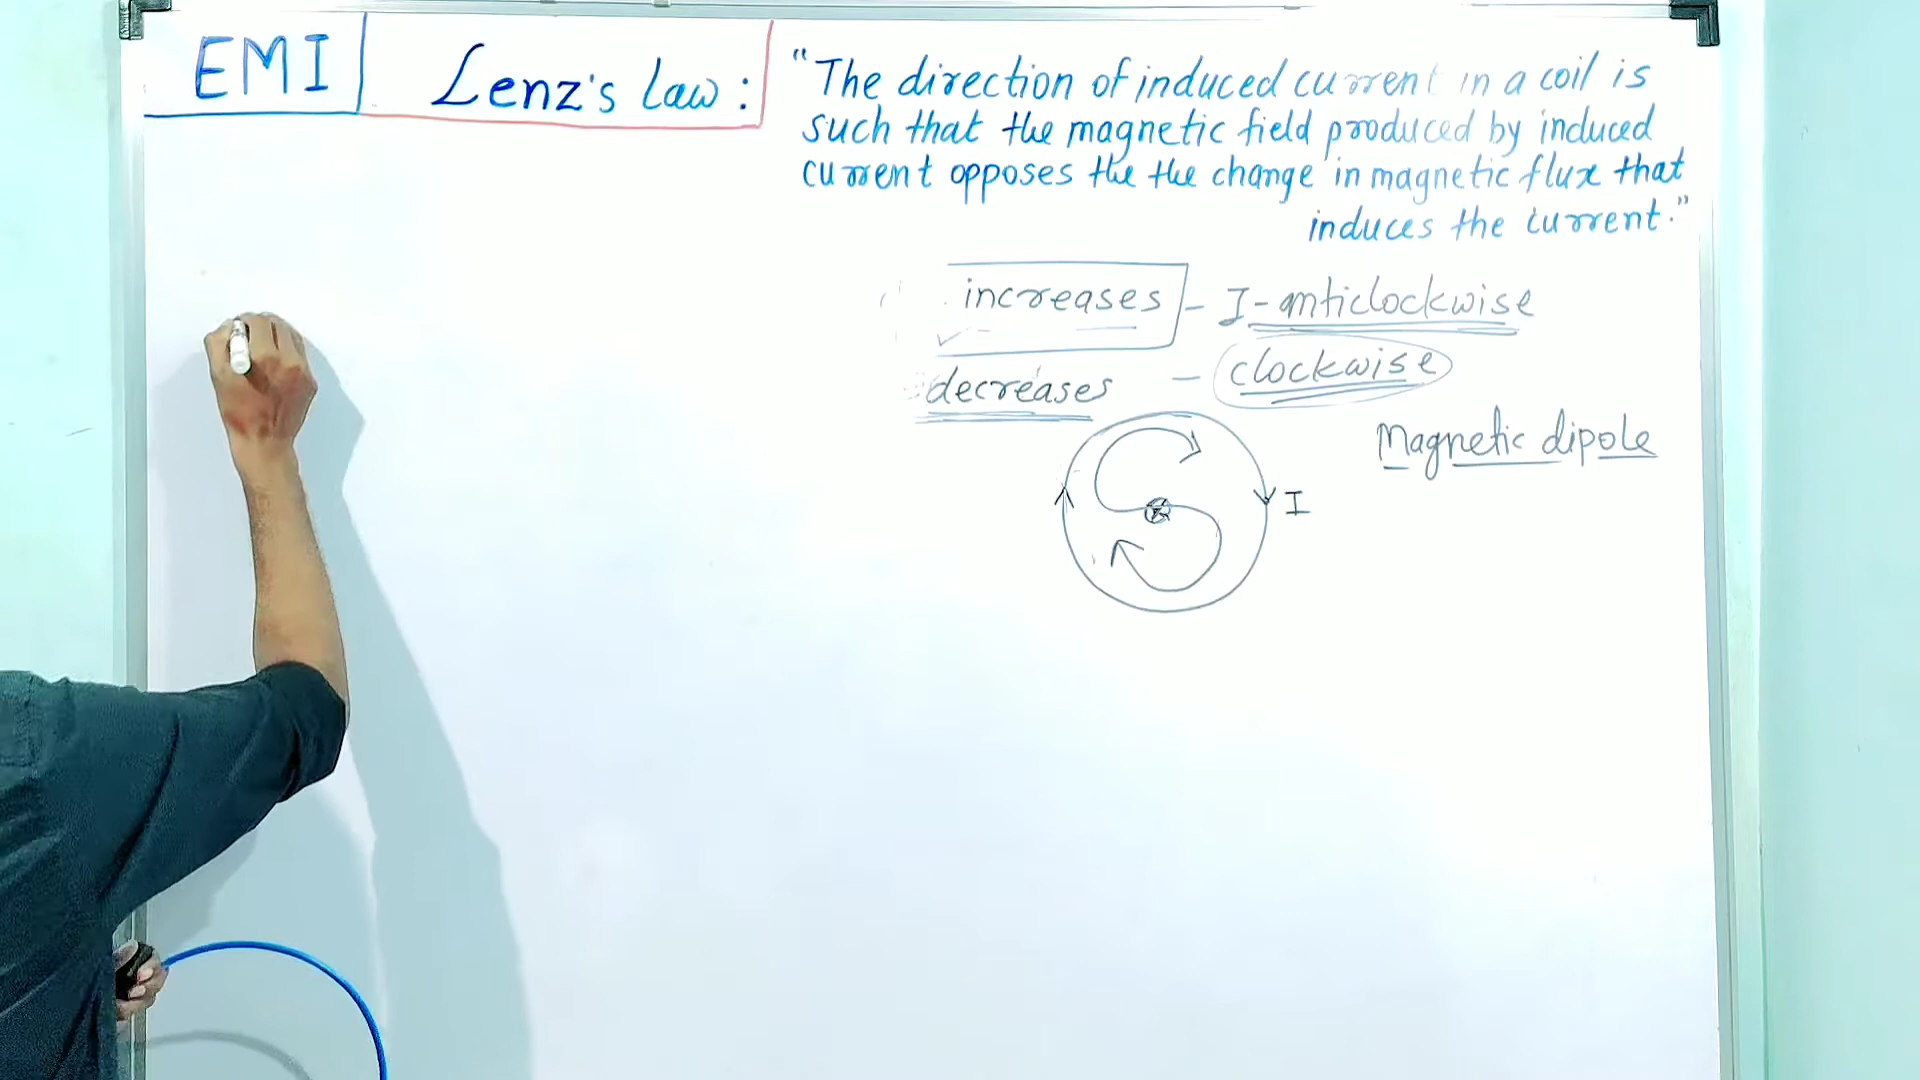 EMI
Lenz's Law:
"The direction of induced current in a coil is
such that the magnetic field produced by induced
current opposes the the change in magnetic flux that
induces the current."
increases - I - anticlockwise
decreases - clockwise
Magnetic dipole
I